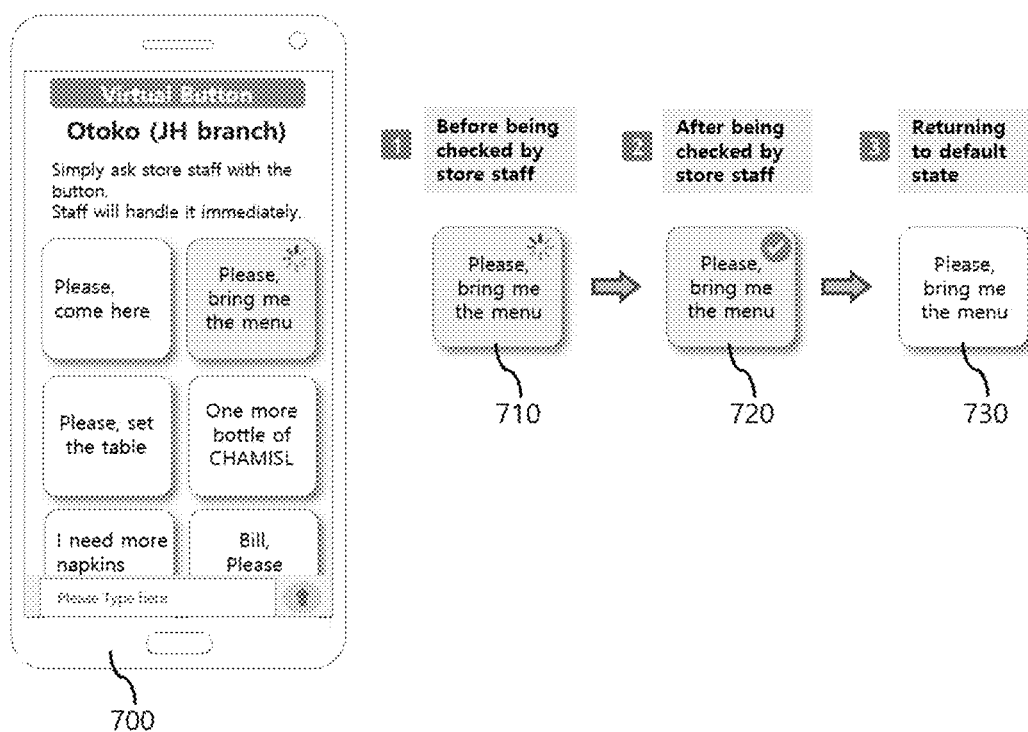 Virtual Button
Otoko (JH branch)
Simply ask store staff with the
button.
Staff will handle it immediately.
Please,
come here
Please,
bring me
the menu
Please, set
the table
One more
bottle of
CHAMISL
I need more
napkins
Bill,
Please
Please Type here
700
1
Before being
checked by
store staff
2
After being
checked by
store staff
3
Returning
to default
state
Please,
bring me
the menu
Please,
bring me
the menu
Please,
bring me
the menu
710
720
730